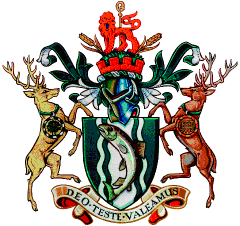 DEO · TESTE · VALEAMUS